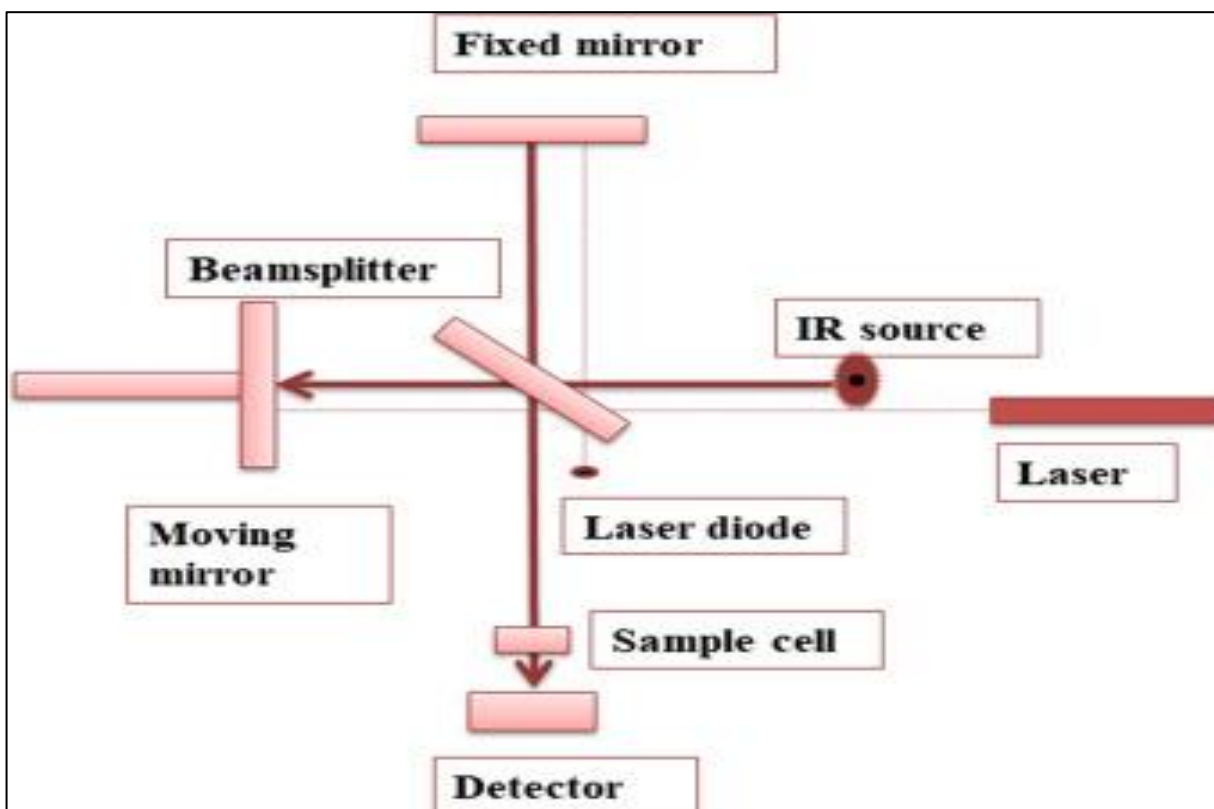 Fixed mirror
Beamsplitter
IR source
Laser
Laser diode
Moving
mirror
Sample cell
Detector